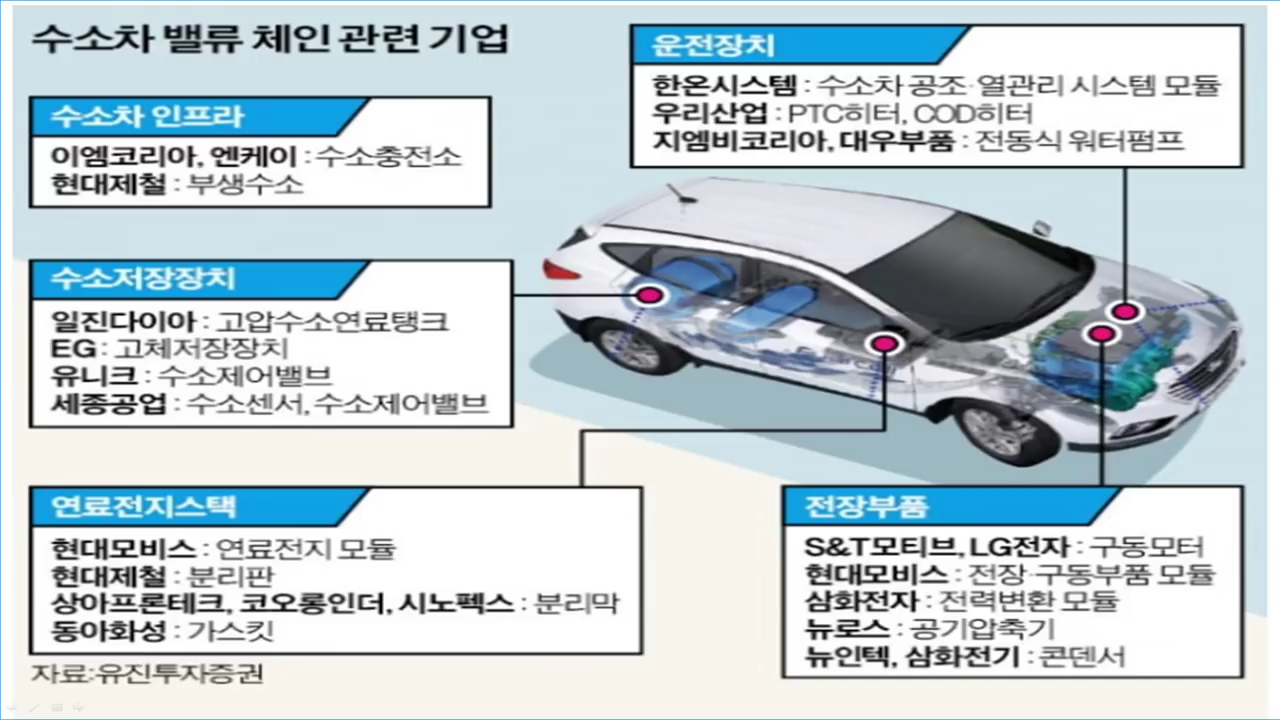 수소차 밸류 체인 관련 기업
수소차 인프라
이엠코리아, 엔케이 : 수소충전소
현대제철 : 부생수소
운전장치
한온시스템 : 수소차 공조·열관리 시스템 모듈
우리산업 : PTC히터, COD히터
지엠비코리아, 대우부품 : 전동식 워터펌프
수소저장장치
일진다이아 : 고압수소연료탱크
EG : 고체저장장치
유니크 : 수소제어밸브
세종공업 : 수소센서, 수소제어밸브
연료전지스택
현대모비스 : 연료전지 모듈
현대제철 : 분리판
상아프론테크, 코오롱인더, 시노펙스 : 분리막
동아화성 : 가스킷
전장부품
S&T모티브, LG전자 : 구동모터
현대모비스 : 전장·구동부품 모듈
삼화전자 : 전력변환 모듈
뉴로스 : 공기압축기
뉴인텍, 삼화전기 : 콘덴서
자료:유진투자증권